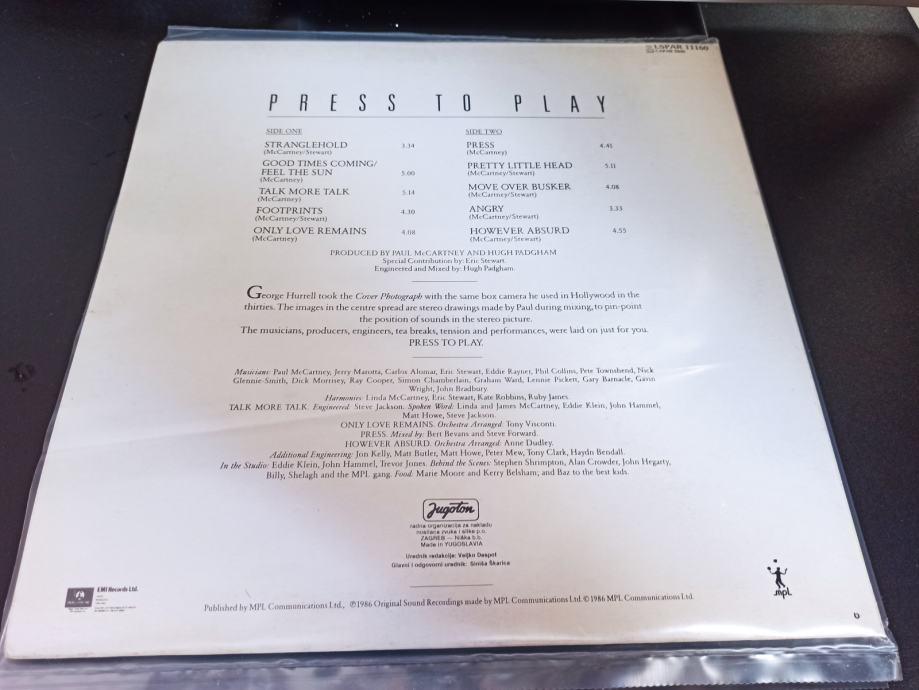 LSPAR 11160
PRESS TO PLAY
SIDE ONE
STRANGLEHOLD 3.34
(McCartney/Stewart)
GOOD TIMES COMING/
FEEL THE SUN 5.00
(McCartney)
TALK MORE TALK 5.14
(McCartney)
FOOTPRINTS 4.30
(McCartney/Stewart)
ONLY LOVE REMAINS 4.08
(McCartney)
SIDE TWO
PRESS 4.41
(McCartney)
PRETTY LITTLE HEAD 5.11
(McCartney/Stewart)
MOVE OVER BUSKER 4.08
(McCartney/Stewart)
ANGRY 3.33
(McCartney/Stewart)
HOWEVER ABSURD 4.55
(McCartney/Stewart)
PRODUCED BY PAUL McCARTNEY AND HUGH PADGHAM
Special Contribution by: Eric Stewart.
Engineered and Mixed by: Hugh Padgham.
George Hurrell took the Cover Photograph with the same box camera he used in Hollywood in the
thirties. The images in the centre spread are stereo drawings made by Paul during mixing, to pin-point
the position of sounds in the stereo picture.
The musicians, producers, engineers, tea breaks, tension and performances, were laid on just for you.
PRESS TO PLAY.
Musicians: Paul McCartney, Jerry Marotta, Carlos Alomar, Eric Stewart, Eddie Rayner, Phil Collins, Pete Townshend, Nick
Glennie-Smith, Dick Morrisey, Ray Cooper, Simon Chamberlain, Graham Ward, Lennie Pickett, Gary Barnacle, Gavin
Wright, John Bradbury.
Harmonies: Linda McCartney, Eric Stewart, Kate Robbins, Ruby James.
TALK MORE TALK. Engineered: Steve Jackson. Spoken Word: Linda and James McCartney, Eddie Klein, John Hammel,
Matt Howe, Steve Jackson.
ONLY LOVE REMAINS. Orchestra Arranged: Tony Visconti.
PRESS. Mixed by: Bert Bevans and Steve Forward.
HOWEVER ABSURD. Orchestra Arranged: Anne Dudley.
Additional Engineering: Jon Kelly, Matt Butler, Matt Howe, Peter Mew, Tony Clark, Haydn Bendall.
In the Studio: Eddie Klein, John Hammel, Trevor Jones. Behind the Scenes: Stephen Shrimpton, Alan Crowder, John Hegarty,
Billy, Shelagh and the MPL gang. Food: Marie Moore and Kerry Belsham; and Baz to the best kids.
Jugoton
radna organizacija za nakladu
nosilaca zvuka i slike p.o.
ZAGREB — Niška b.b.
Made in YUGOSLAVIA
Urednik redakcije: Veljko Despot
Glavni i odgovorni urednik: Siniša Škarica
EMI Records Ltd.
mpl
Published by MPL Communications Ltd., ℗1986 Original Sound Recordings made by MPL Communications Ltd. ©1986 MPL Communications Ltd.